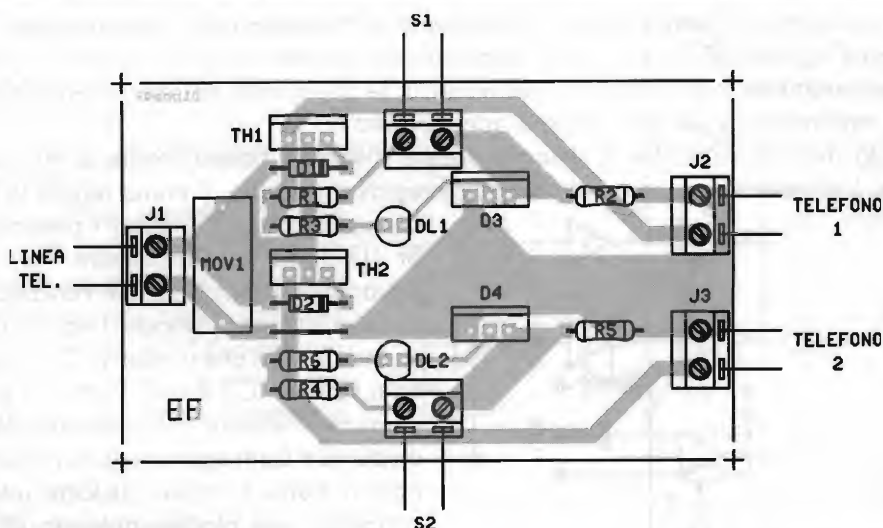 S1
TH1
D1
R1
R3
DL1
D3
R2
J2
TELEFONO
1
J1
LINEA
TEL.
MOV1
TH2
D2
D4
J3
R5
TELEFONO
2
R6
DL2
R4
EF
S2